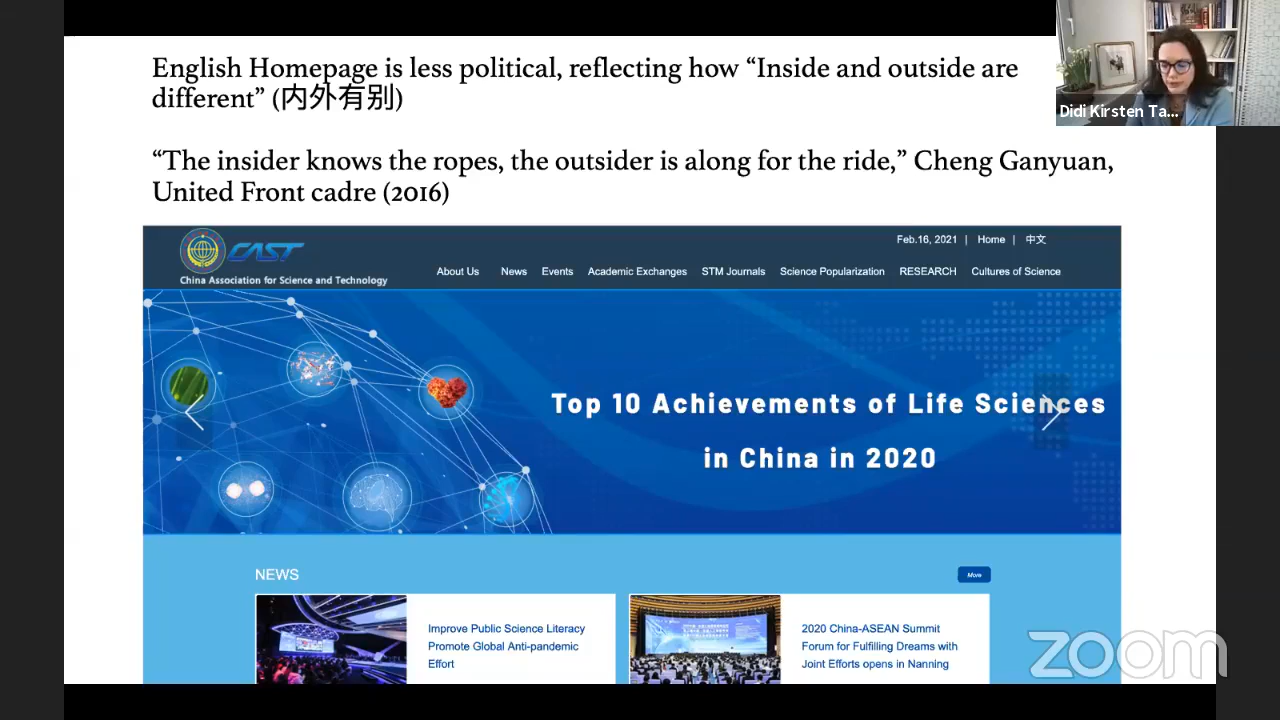 English Homepage is less political, reflecting how “Inside and outside are
different” (内外有别)
“The insider knows the ropes, the outsider is along for the ride,” Cheng Ganyuan,
United Front cadre (2016)
Didi Kirsten Ta...
CAST
China Association for Science and Technology
Feb.16, 2021 | Home | 中文
About Us News Events Academic Exchanges STM Journals Science Popularization RESEARCH Cultures of Science
Top 10 Achievements of Life Sciences
in China in 2020
NEWS
More
Improve Public Science Literacy
Promote Global Anti-pandemic
Effort
2020 China-ASEAN Summit
Forum for Fulfilling Dreams with
Joint Efforts opens in Nanning
zoom